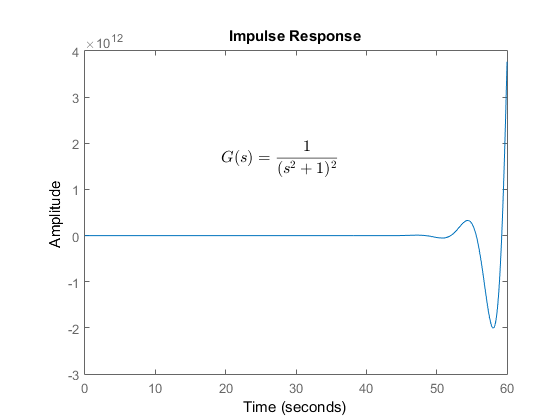 Impulse Response
×10^12
4
3
2
1
0
-1
-2
-3
Amplitude
G(s) = 1/(s^2 + 1)^2
0 10 20 30 40 50 60
Time (seconds)